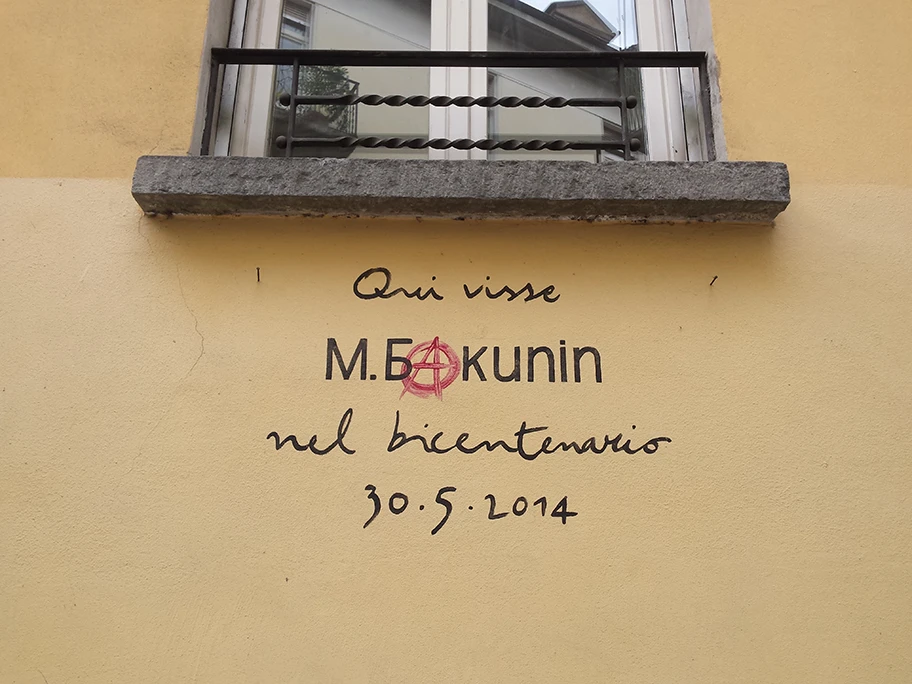 Qui visse
M. БAkunin
nel bicentenario
30.5.2014